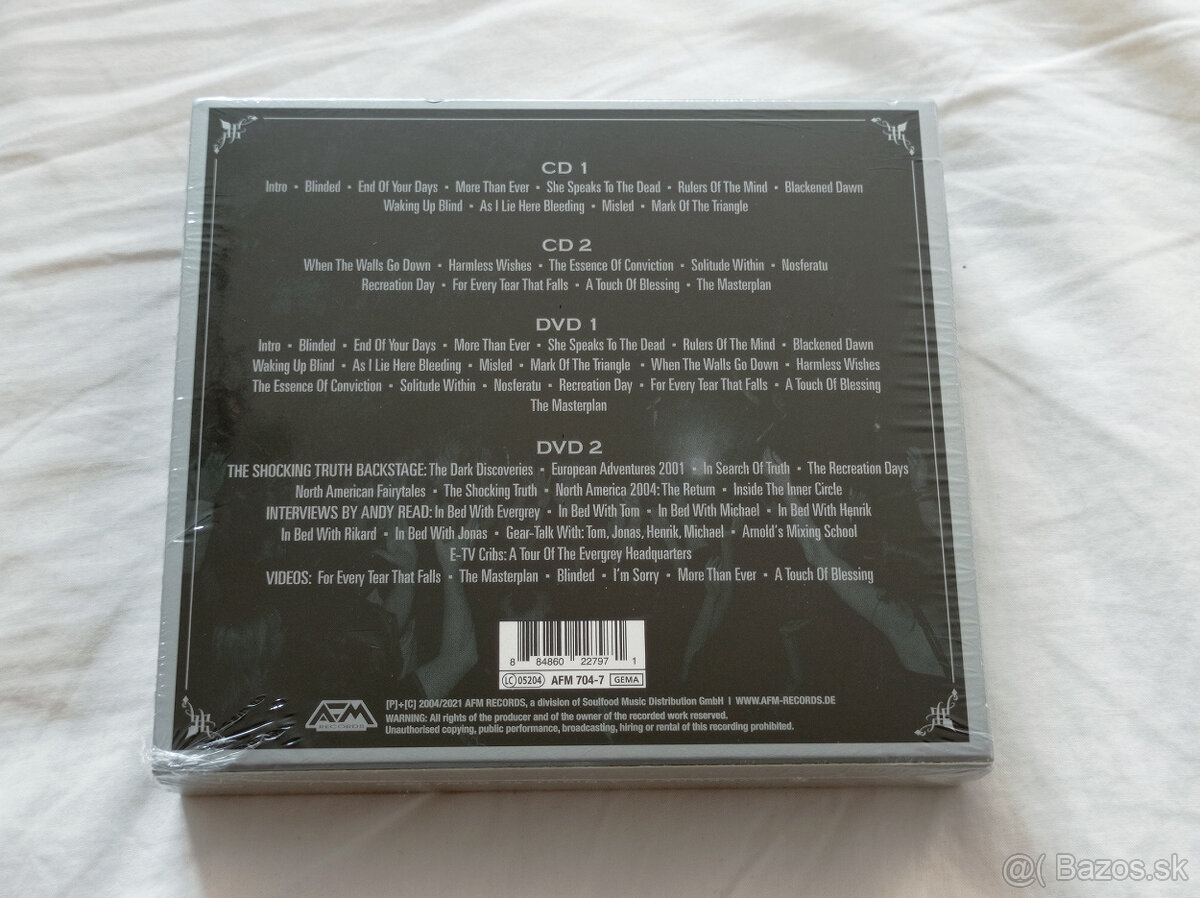 CD 1
Intro ▪ Blinded ▪ End Of Your Days ▪ More Than Ever ▪ She Speaks To The Dead ▪ Rulers Of The Mind ▪ Blackened Dawn
Waking Up Blind ▪ As I Lie Here Bleeding ▪ Misled ▪ Mark Of The Triangle
CD 2
When The Walls Go Down ▪ Harmless Wishes ▪ The Essence Of Conviction ▪ Solitude Within ▪ Nosferatu
Recreation Day ▪ For Every Tear That Falls ▪ A Touch Of Blessing ▪ The Masterplan
DVD 1
Intro ▪ Blinded ▪ End Of Your Days ▪ More Than Ever ▪ She Speaks To The Dead ▪ Rulers Of The Mind ▪ Blackened Dawn
Waking Up Blind ▪ As I Lie Here Bleeding ▪ Misled ▪ Mark Of The Triangle ▪ When The Walls Go Down ▪ Harmless Wishes
The Essence Of Conviction ▪ Solitude Within ▪ Nosferatu ▪ Recreation Day ▪ For Every Tear That Falls ▪ A Touch Of Blessing
The Masterplan
DVD 2
THE SHOCKING TRUTH BACKSTAGE: The Dark Discoveries ▪ European Adventures 2001 ▪ In Search Of Truth ▪ The Recreation Days
North American Fairytales ▪ The Shocking Truth ▪ North America 2004: The Return ▪ Inside The Inner Circle
INTERVIEWS BY ANDY READ: In Bed With Evergrey ▪ In Bed With Tom ▪ In Bed With Michael ▪ In Bed With Henrik
In Bed With Rikard ▪ In Bed With Jonas ▪ Gear-Talk With: Tom, Jonas, Henrik, Michael ▪ Arnold's Mixing School
E-TV Cribs: A Tour Of The Evergrey Headquarters
VIDEOS: For Every Tear That Falls ▪ The Masterplan ▪ Blinded ▪ I'm Sorry ▪ More Than Ever ▪ A Touch Of Blessing
8 84860 22797 1
LC 05204 AFM 704-7 GEMA
AFM RECORDS
[P]+[C] 2004/2021 AFM RECORDS, a division of Soulfood Music Distribution GmbH | WWW.AFM-RECORDS.DE
WARNING: All rights of the producer and of the owner of the recorded work reserved.
Unauthorised copying, public performance, broadcasting, hiring or rental of this recording prohibited.
@( Bazos.sk